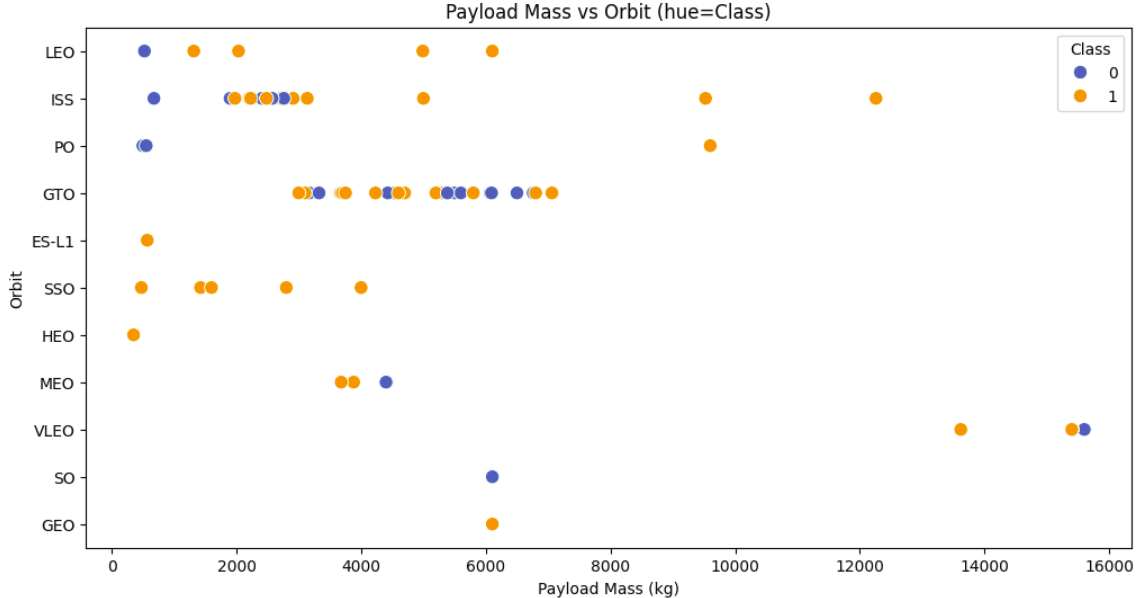 Payload Mass vs Orbit (hue=Class)
Class
0
1
Orbit
LEO
ISS
PO
GTO
ES-L1
SSO
HEO
MEO
VLEO
SO
GEO
0 2000 4000 6000 8000 10000 12000 14000 16000
Payload Mass (kg)